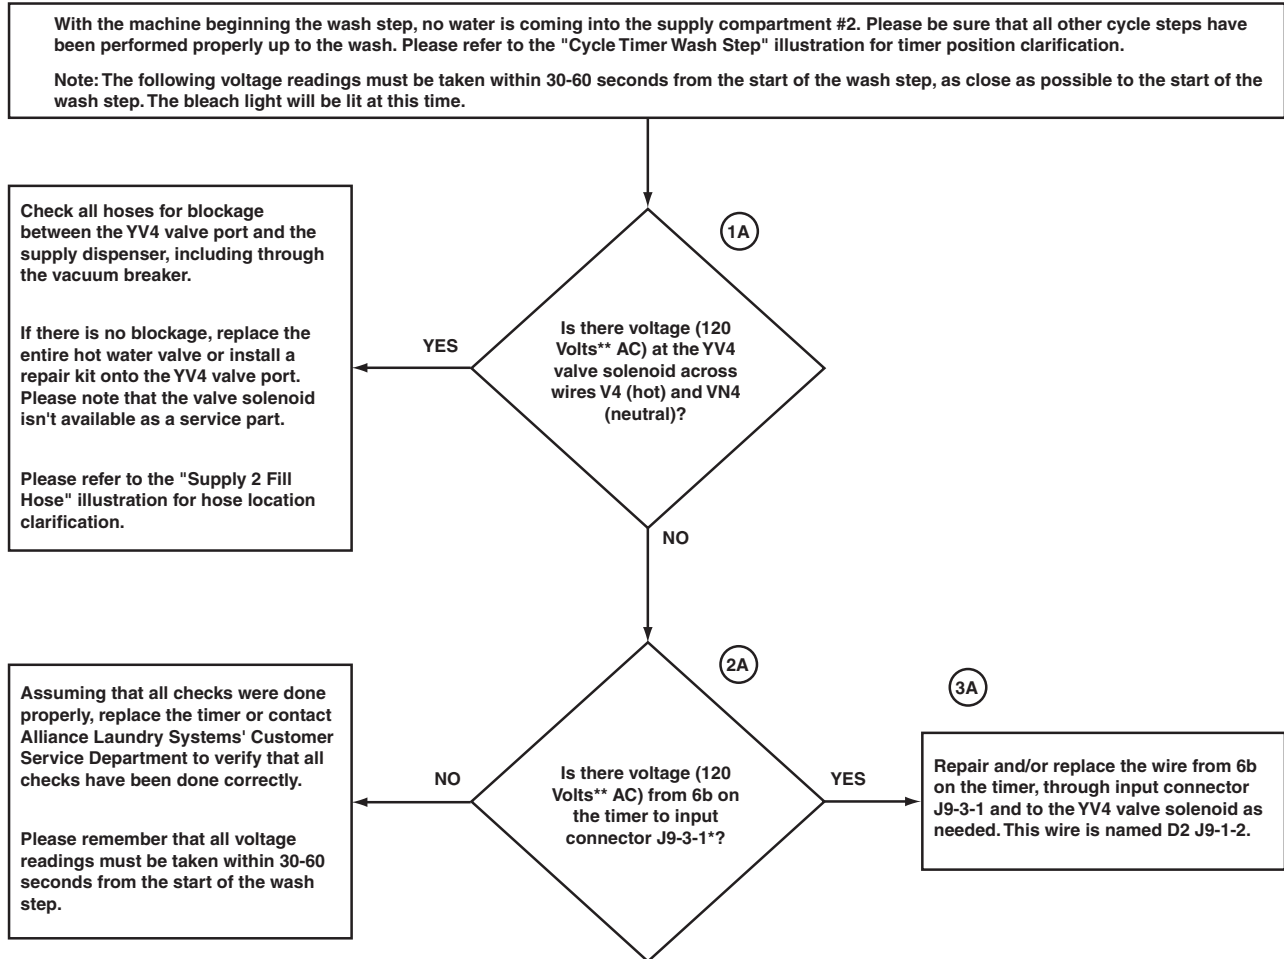 With the machine beginning the wash step, no water is coming into the supply compartment #2. Please be sure that all other cycle steps have
been performed properly up to the wash. Please refer to the "Cycle Timer Wash Step" illustration for timer position clarification.
Note: The following voltage readings must be taken within 30-60 seconds from the start of the wash step, as close as possible to the start of the
wash step. The bleach light will be lit at this time.
Check all hoses for blockage
between the YV4 valve port and the
supply dispenser, including through
the vacuum breaker.
If there is no blockage, replace the
entire hot water valve or install a
repair kit onto the YV4 valve port.
Please note that the valve solenoid
isn't available as a service part.
Please refer to the "Supply 2 Fill
Hose" illustration for hose location
clarification.
YES
1A
Is there voltage (120
Volts** AC) at the YV4
valve solenoid across
wires V4 (hot) and VN4
(neutral)?
NO
Assuming that all checks were done
properly, replace the timer or contact
Alliance Laundry Systems' Customer
Service Department to verify that all
checks have been done correctly.
Please remember that all voltage
readings must be taken within 30-60
seconds from the start of the wash
step.
NO
2A
Is there voltage (120
Volts** AC) from 6b on
the timer to input
connector J9-3-1*?
YES
3A
Repair and/or replace the wire from 6b
on the timer, through input connector
J9-3-1 and to the YV4 valve solenoid as
needed. This wire is named D2 J9-1-2.